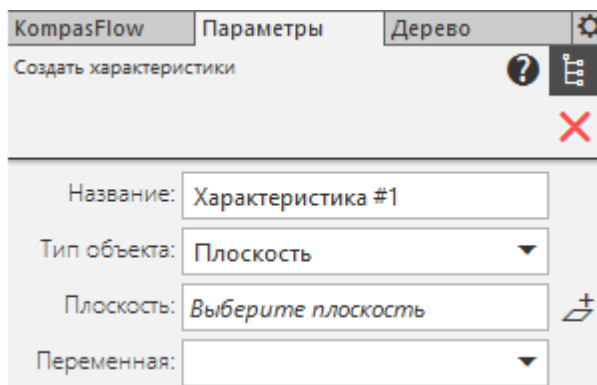 KompasFlow Параметры Дерево
Создать характеристики ?
Название: Характеристика #1
Тип объекта: Плоскость
Плоскость: Выберите плоскость
Переменная: